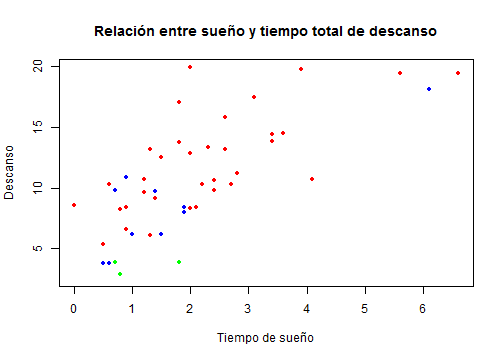 Relación entre sueño y tiempo total de descanso
Descanso
20
15
10
5
0 1 2 3 4 5 6
Tiempo de sueño